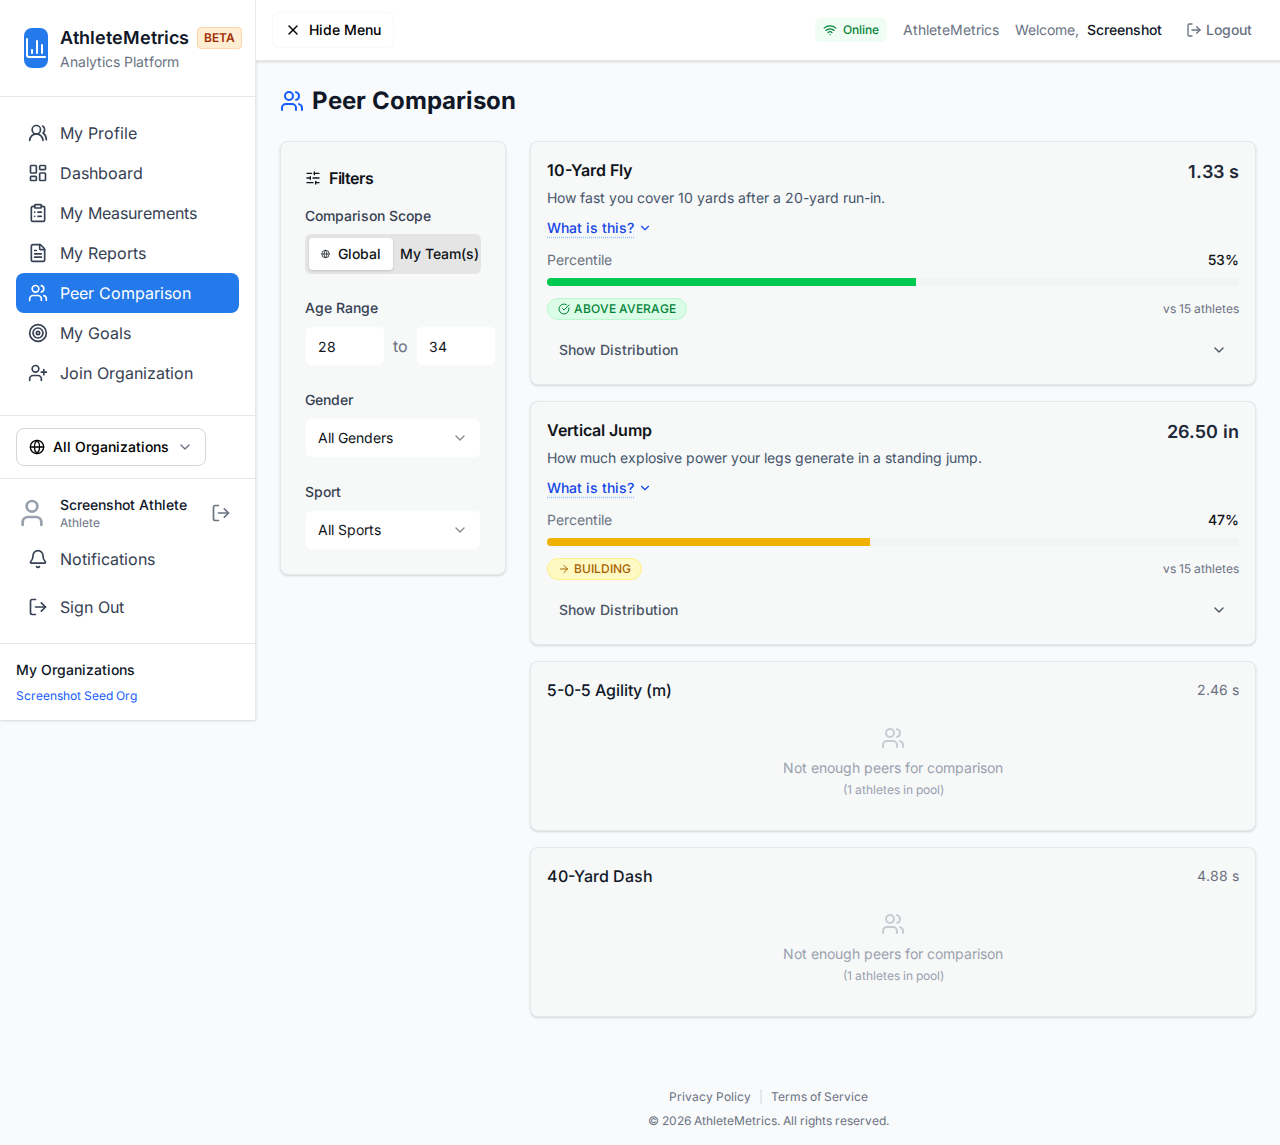 AthleteMetrics BETA
Analytics Platform
My Profile
Dashboard
My Measurements
My Reports
Peer Comparison
My Goals
Join Organization
All Organizations
Screenshot Athlete
Athlete
Notifications
Sign Out
My Organizations
Screenshot Seed Org
Hide Menu
Online AthleteMetrics Welcome, Screenshot Logout
Peer Comparison
Filters
Comparison Scope
Global My Team(s)
Age Range
28 to 34
Gender
All Genders
Sport
All Sports
10-Yard Fly 1.33 s
How fast you cover 10 yards after a 20-yard run-in.
What is this?
Percentile 53%
ABOVE AVERAGE vs 15 athletes
Show Distribution
Vertical Jump 26.50 in
How much explosive power your legs generate in a standing jump.
What is this?
Percentile 47%
BUILDING vs 15 athletes
Show Distribution
5-0-5 Agility (m) 2.46 s
Not enough peers for comparison
(1 athletes in pool)
40-Yard Dash 4.88 s
Not enough peers for comparison
(1 athletes in pool)
Privacy Policy | Terms of Service
© 2026 AthleteMetrics. All rights reserved.